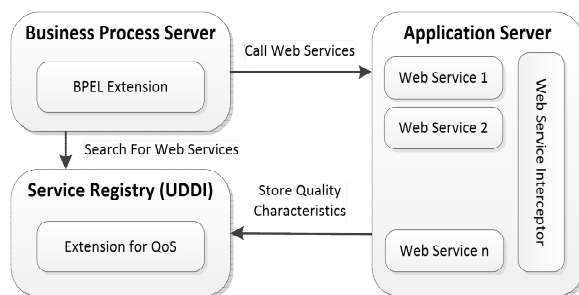 Business Process Server
BPEL Extension
Call Web Services
Application Server
Web Service 1
Web Service 2
Web Service n
Web Service Interceptor
Search For Web Services
Service Registry (UDDI)
Extension for QoS
Store Quality
Characteristics